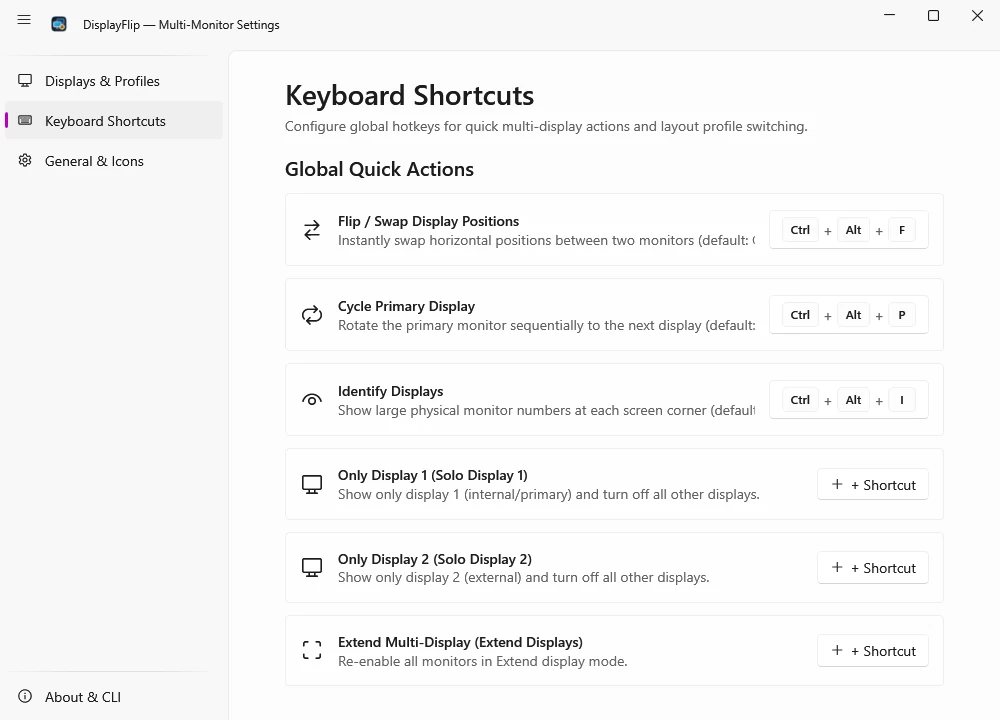 DisplayFlip — Multi-Monitor Settings
Displays & Profiles
Keyboard Shortcuts
General & Icons
About & CLI
Keyboard Shortcuts
Configure global hotkeys for quick multi-display actions and layout profile switching.
Global Quick Actions
Flip / Swap Display Positions
Instantly swap horizontal positions between two monitors (default:
Ctrl + Alt + F
Cycle Primary Display
Rotate the primary monitor sequentially to the next display (default:
Ctrl + Alt + P
Identify Displays
Show large physical monitor numbers at each screen corner (default
Ctrl + Alt + I
Only Display 1 (Solo Display 1)
Show only display 1 (internal/primary) and turn off all other displays.
+ + Shortcut
Only Display 2 (Solo Display 2)
Show only display 2 (external) and turn off all other displays.
+ + Shortcut
Extend Multi-Display (Extend Displays)
Re-enable all monitors in Extend display mode.
+ + Shortcut